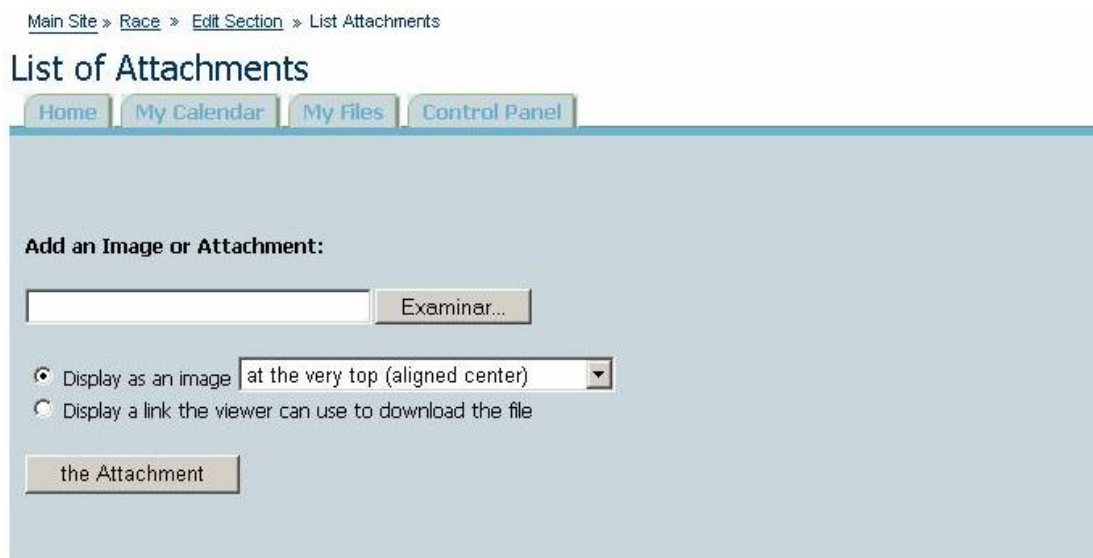 Main Site » Race » Edit Section » List Attachments
List of Attachments
Home My Calendar My Files Control Panel
Add an Image or Attachment:
Examinar...
Display as an image at the very top (aligned center)
Display a link the viewer can use to download the file
the Attachment